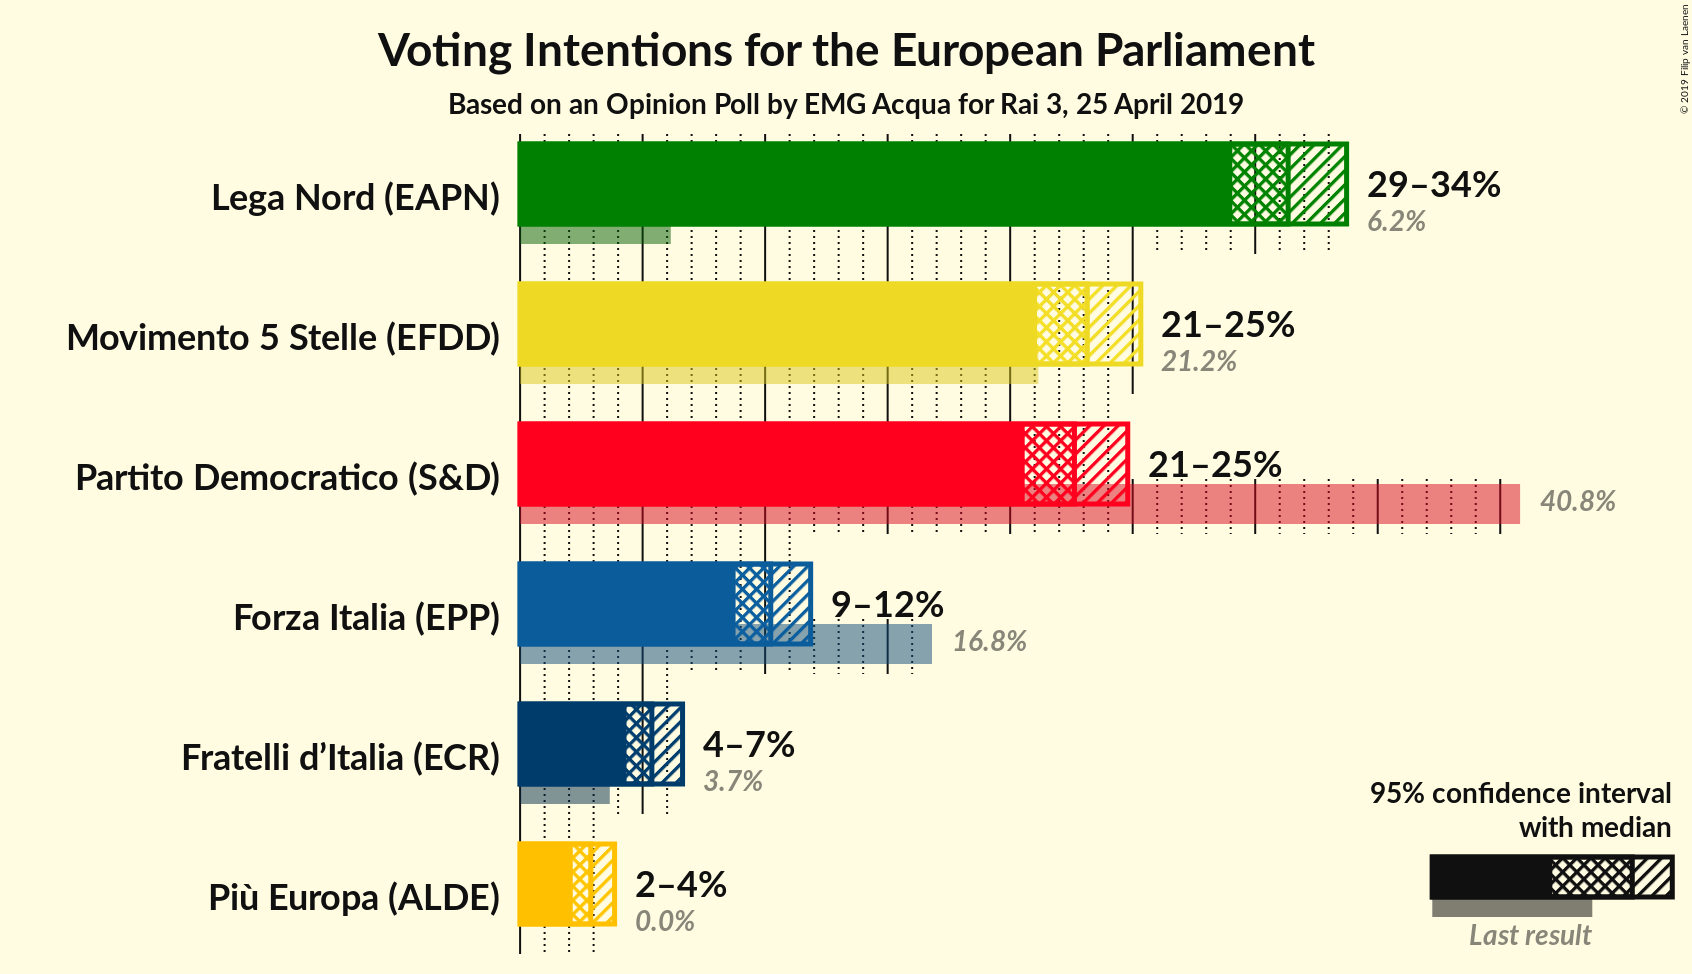 Voting Intentions for the European Parliament
Based on an Opinion Poll by EMG Acqua for Rai 3, 25 April 2019
© 2019 Filip van Laenen
Lega Nord (EAPN)
29–34%
6.2%
Movimento 5 Stelle (EFDD)
21–25%
21.2%
Partito Democratico (S&D)
21–25%
40.8%
Forza Italia (EPP)
9–12%
16.8%
Fratelli d’Italia (ECR)
4–7%
3.7%
Più Europa (ALDE)
2–4%
0.0%
95% confidence interval
with median
Last result